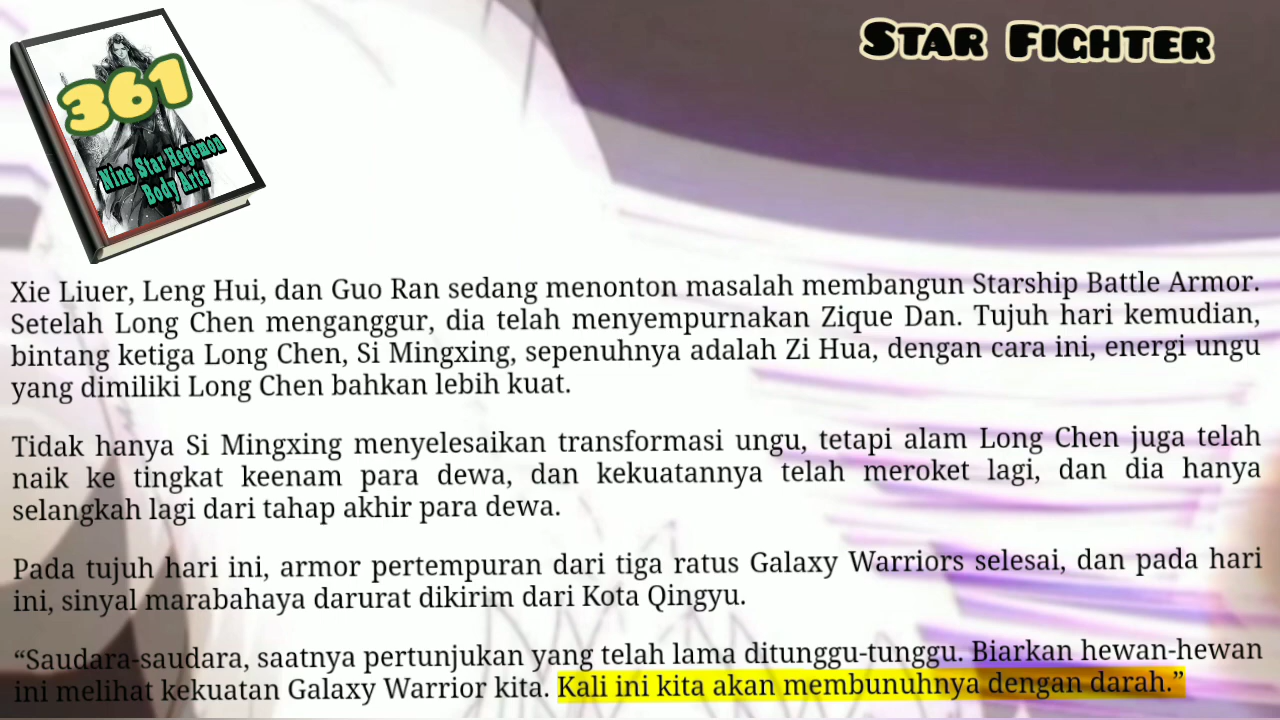 361
Nine Star Hegemon
Body Arts
STAR FIGHTER
Xie Liuer, Leng Hui, dan Guo Ran sedang menonton masalah membangun Starship Battle Armor.
Setelah Long Chen menganggur, dia telah menyempurnakan Zique Dan. Tujuh hari kemudian,
bintang ketiga Long Chen, Si Mingxing, sepenuhnya adalah Zi Hua, dengan cara ini, energi ungu
yang dimiliki Long Chen bahkan lebih kuat.
Tidak hanya Si Mingxing menyelesaikan transformasi ungu, tetapi alam Long Chen juga telah
naik ke tingkat keenam para dewa, dan kekuatannya telah meroket lagi, dan dia hanya
selangkah lagi dari tahap akhir para dewa.
Pada tujuh hari ini, armor pertempuran dari tiga ratus Galaxy Warriors selesai, dan pada hari
ini, sinyal marabahaya darurat dikirim dari Kota Qingyu.
“Saudara-saudara, saatnya pertunjukan yang telah lama ditunggu-tunggu. Biarkan hewan-hewan
ini melihat kekuatan Galaxy Warrior kita. Kali ini kita akan membunuhnya dengan darah.”